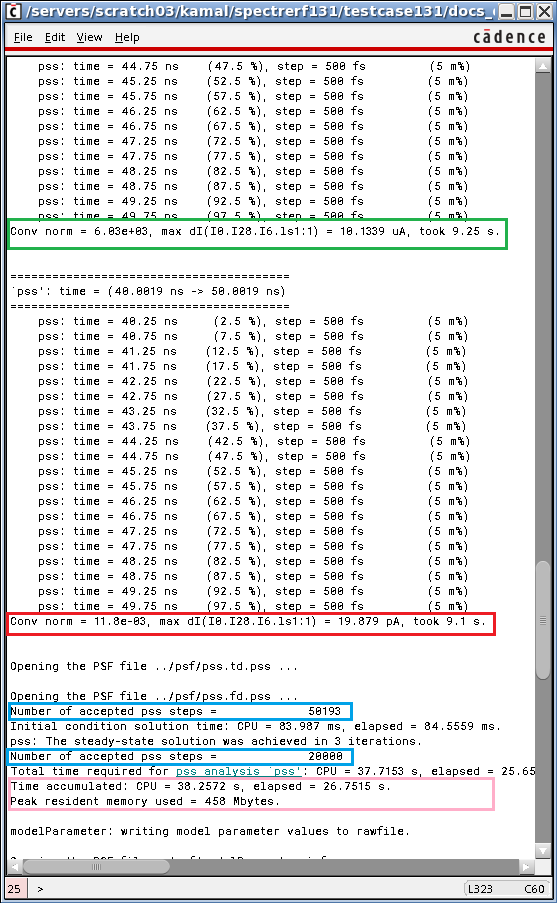 /servers/scratch03/kamal/spectrerf131/testcase131/docs_
File Edit View Help cādence
pss: time = 44.75 ns (47.5 %), step = 500 fs (5 m%)
pss: time = 45.25 ns (52.5 %), step = 500 fs (5 m%)
pss: time = 45.75 ns (57.5 %), step = 500 fs (5 m%)
pss: time = 46.25 ns (62.5 %), step = 500 fs (5 m%)
pss: time = 46.75 ns (67.5 %), step = 500 fs (5 m%)
pss: time = 47.25 ns (72.5 %), step = 500 fs (5 m%)
pss: time = 47.75 ns (77.5 %), step = 500 fs (5 m%)
pss: time = 48.25 ns (82.5 %), step = 500 fs (5 m%)
pss: time = 48.75 ns (87.5 %), step = 500 fs (5 m%)
pss: time = 49.25 ns (92.5 %), step = 500 fs (5 m%)
pss: time = 49.75 ns (97.5 %), step = 500 fs (5 m%)
Conv norm = 6.03e+03, max dI(I0.I28.I6.ls1:1) = 10.1339 uA, took 9.25 s.
========================================
`pss': time = (40.0019 ns -> 50.0019 ns)
========================================
pss: time = 40.25 ns (2.5 %), step = 500 fs (5 m%)
pss: time = 40.75 ns (7.5 %), step = 500 fs (5 m%)
pss: time = 41.25 ns (12.5 %), step = 500 fs (5 m%)
pss: time = 41.75 ns (17.5 %), step = 500 fs (5 m%)
pss: time = 42.25 ns (22.5 %), step = 500 fs (5 m%)
pss: time = 42.75 ns (27.5 %), step = 500 fs (5 m%)
pss: time = 43.25 ns (32.5 %), step = 500 fs (5 m%)
pss: time = 43.75 ns (37.5 %), step = 500 fs (5 m%)
pss: time = 44.25 ns (42.5 %), step = 500 fs (5 m%)
pss: time = 44.75 ns (47.5 %), step = 500 fs (5 m%)
pss: time = 45.25 ns (52.5 %), step = 500 fs (5 m%)
pss: time = 45.75 ns (57.5 %), step = 500 fs (5 m%)
pss: time = 46.25 ns (62.5 %), step = 500 fs (5 m%)
pss: time = 46.75 ns (67.5 %), step = 500 fs (5 m%)
pss: time = 47.25 ns (72.5 %), step = 500 fs (5 m%)
pss: time = 47.75 ns (77.5 %), step = 500 fs (5 m%)
pss: time = 48.25 ns (82.5 %), step = 500 fs (5 m%)
pss: time = 48.75 ns (87.5 %), step = 500 fs (5 m%)
pss: time = 49.25 ns (92.5 %), step = 500 fs (5 m%)
pss: time = 49.75 ns (97.5 %), step = 500 fs (5 m%)
Conv norm = 11.8e-03, max dI(I0.I28.I6.ls1:1) = 19.879 pA, took 9.1 s.
Opening the PSF file ../psf/pss.td.pss ...
Opening the PSF file ../psf/pss.fd.pss ...
Number of accepted pss steps = 50193
Initial condition solution time: CPU = 83.987 ms, elapsed = 84.5559 ms.
pss: The steady-state solution was achieved in 3 iterations.
Number of accepted pss steps = 20000
Total time required for pss analysis `pss': CPU = 37.7153 s, elapsed = 25.65
Time accumulated: CPU = 38.2572 s, elapsed = 26.7515 s.
Peak resident memory used = 458 Mbytes.
modelParameter: writing model parameter values to rawfile.
25 > L323 C60